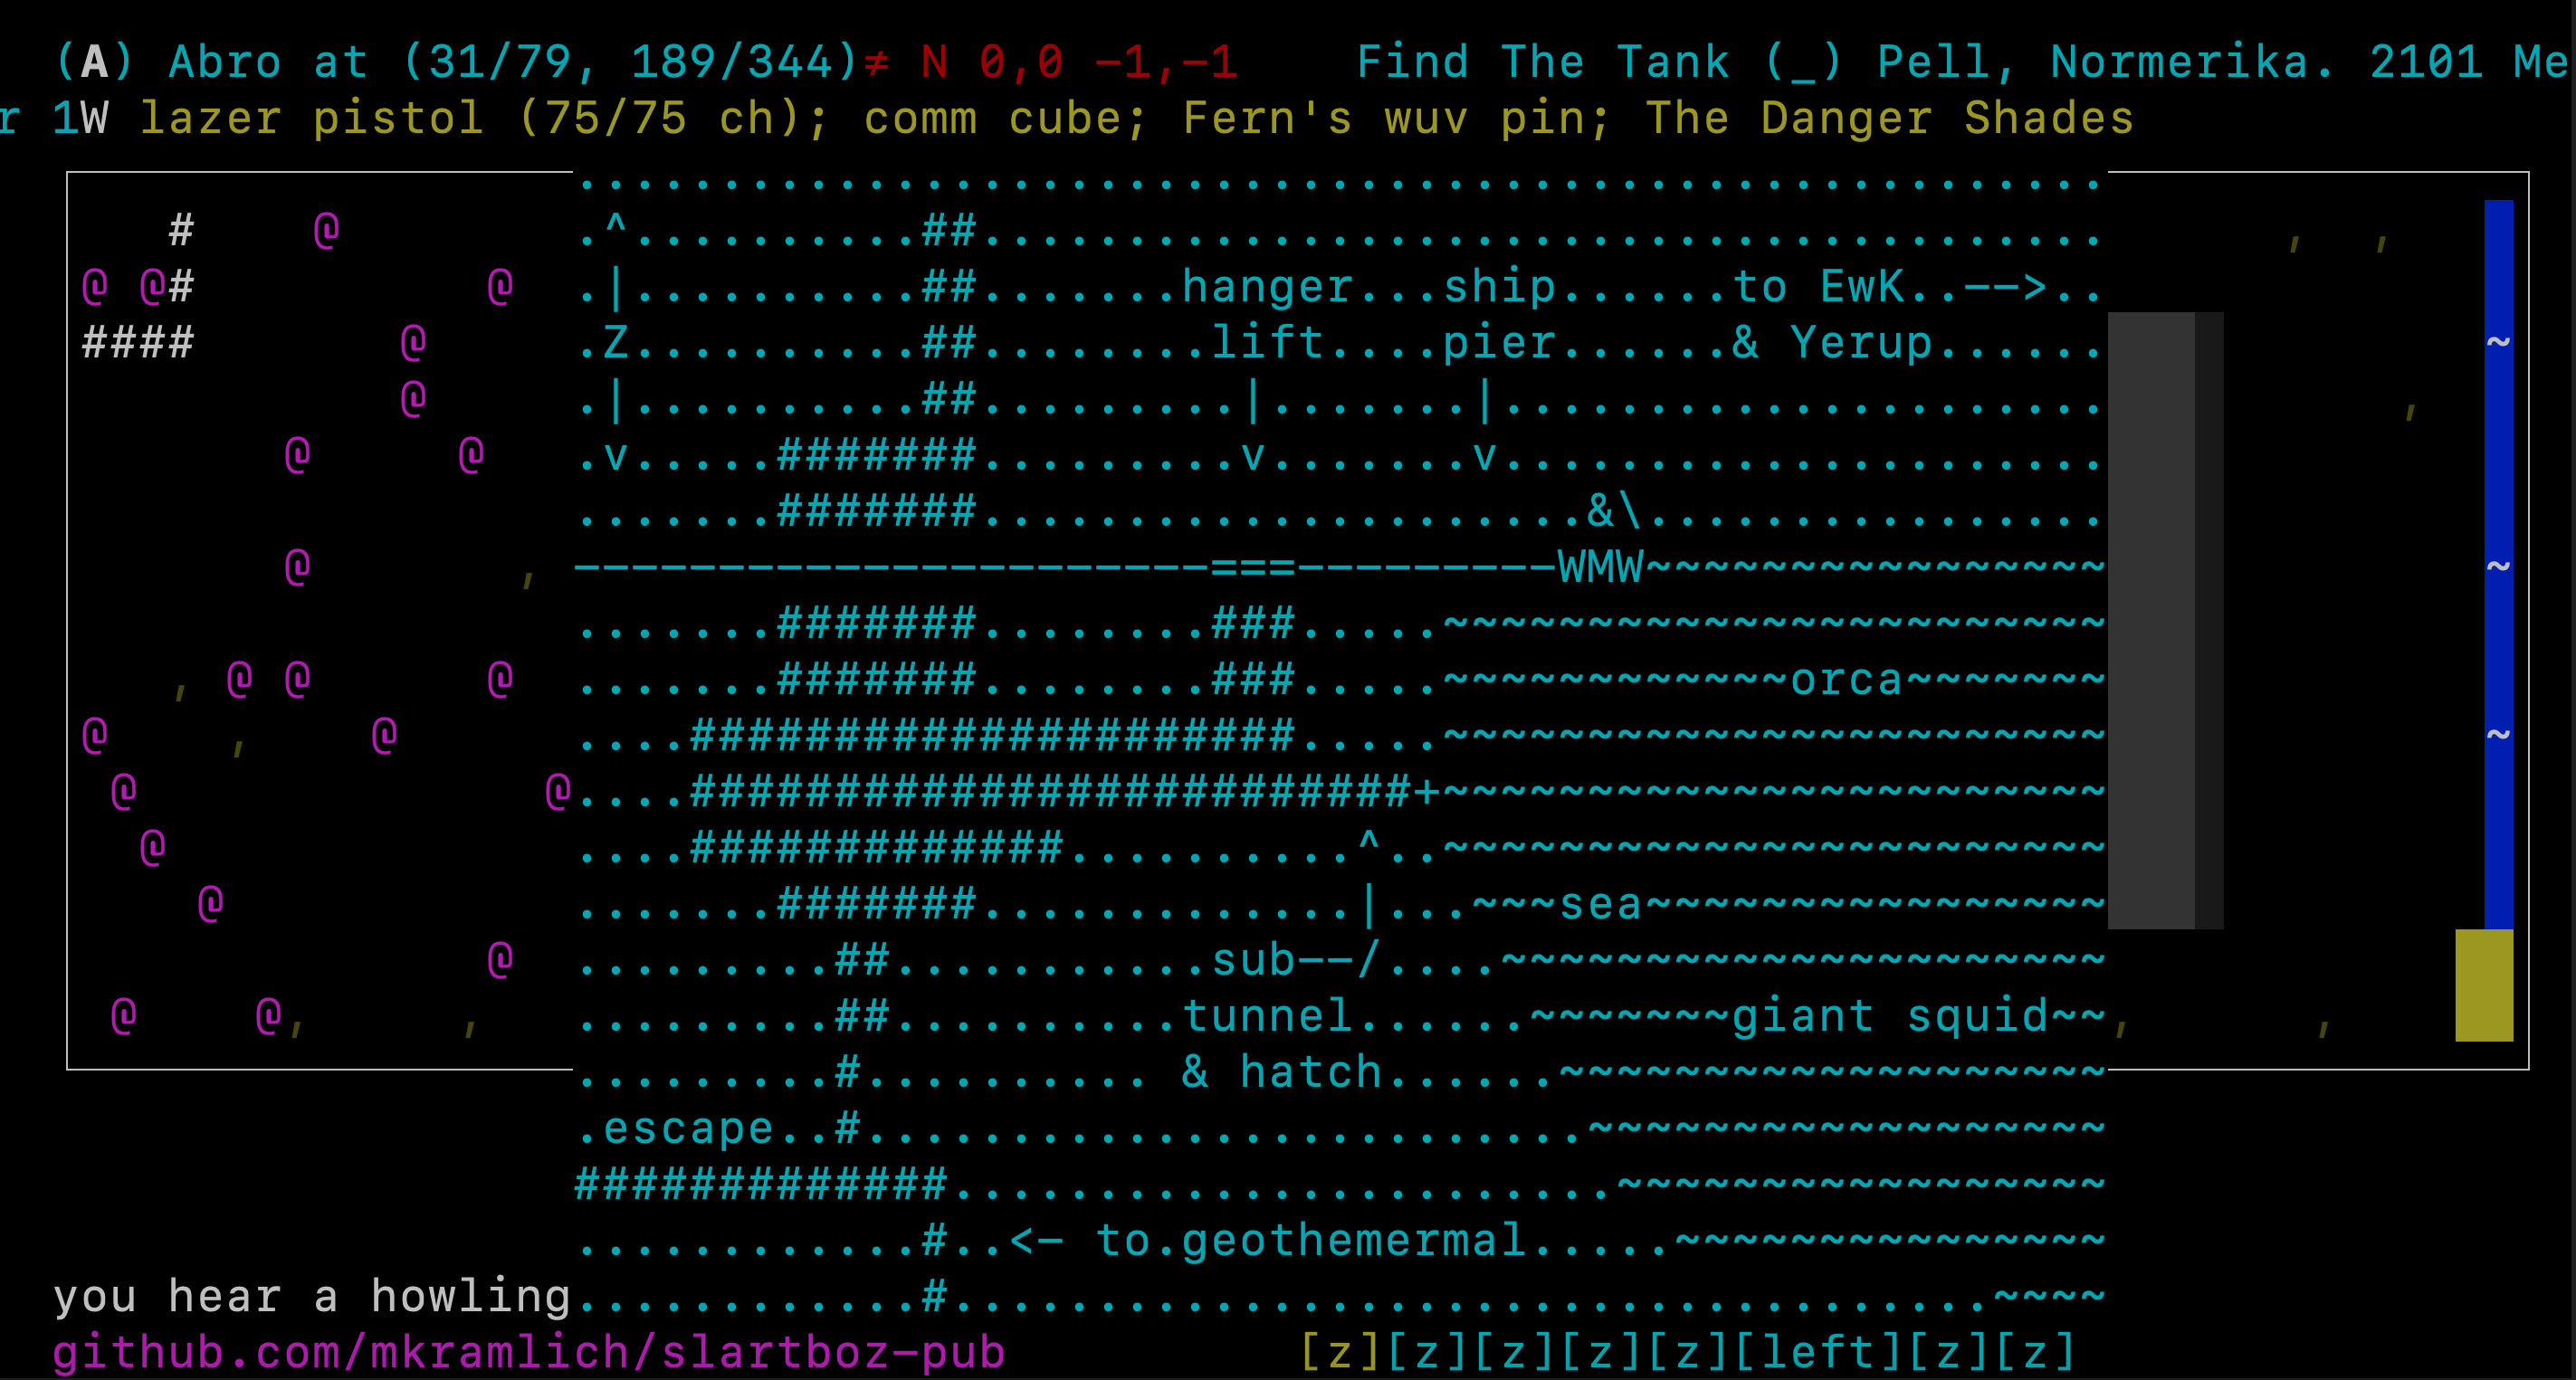 (A) Abro at (31/79, 189/344)≠ N 0,0 -1,-1    Find The Tank (_) Pell, Normerika. 2101 Me
r 1W lazer pistol (75/75 ch); comm cube; Fern's wuv pin; The Danger Shades
hanger ship to EwK -->
Z lift pier & Yerup
v v v
&\
WMW
orca
sea
sub--/
tunnel giant squid
& hatch
escape
<- to.geothemermal
you hear a howling
github.com/mkramlich/slartboz-pub [z][z][z][z][z][left][z][z]